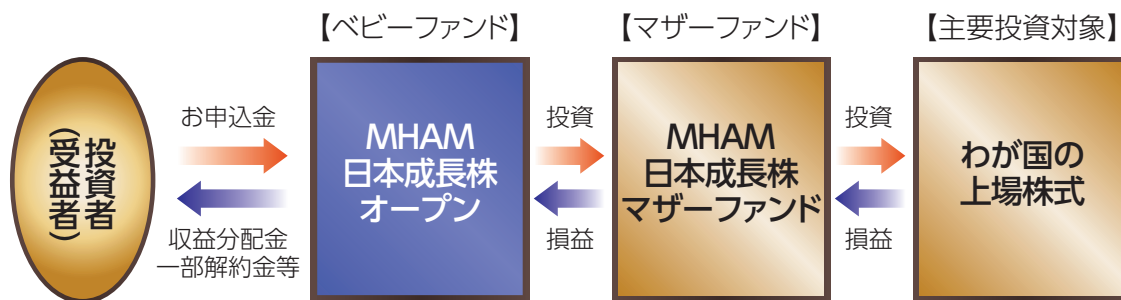 【ベビーファンド】
【マザーファンド】
【主要投資対象】
投資者
(受益者)
お申込金
収益分配金
一部解約金等
MHAM
日本成長株
オープン
投資
損益
MHAM
日本成長株
マザーファンド
投資
損益
わが国の
上場株式